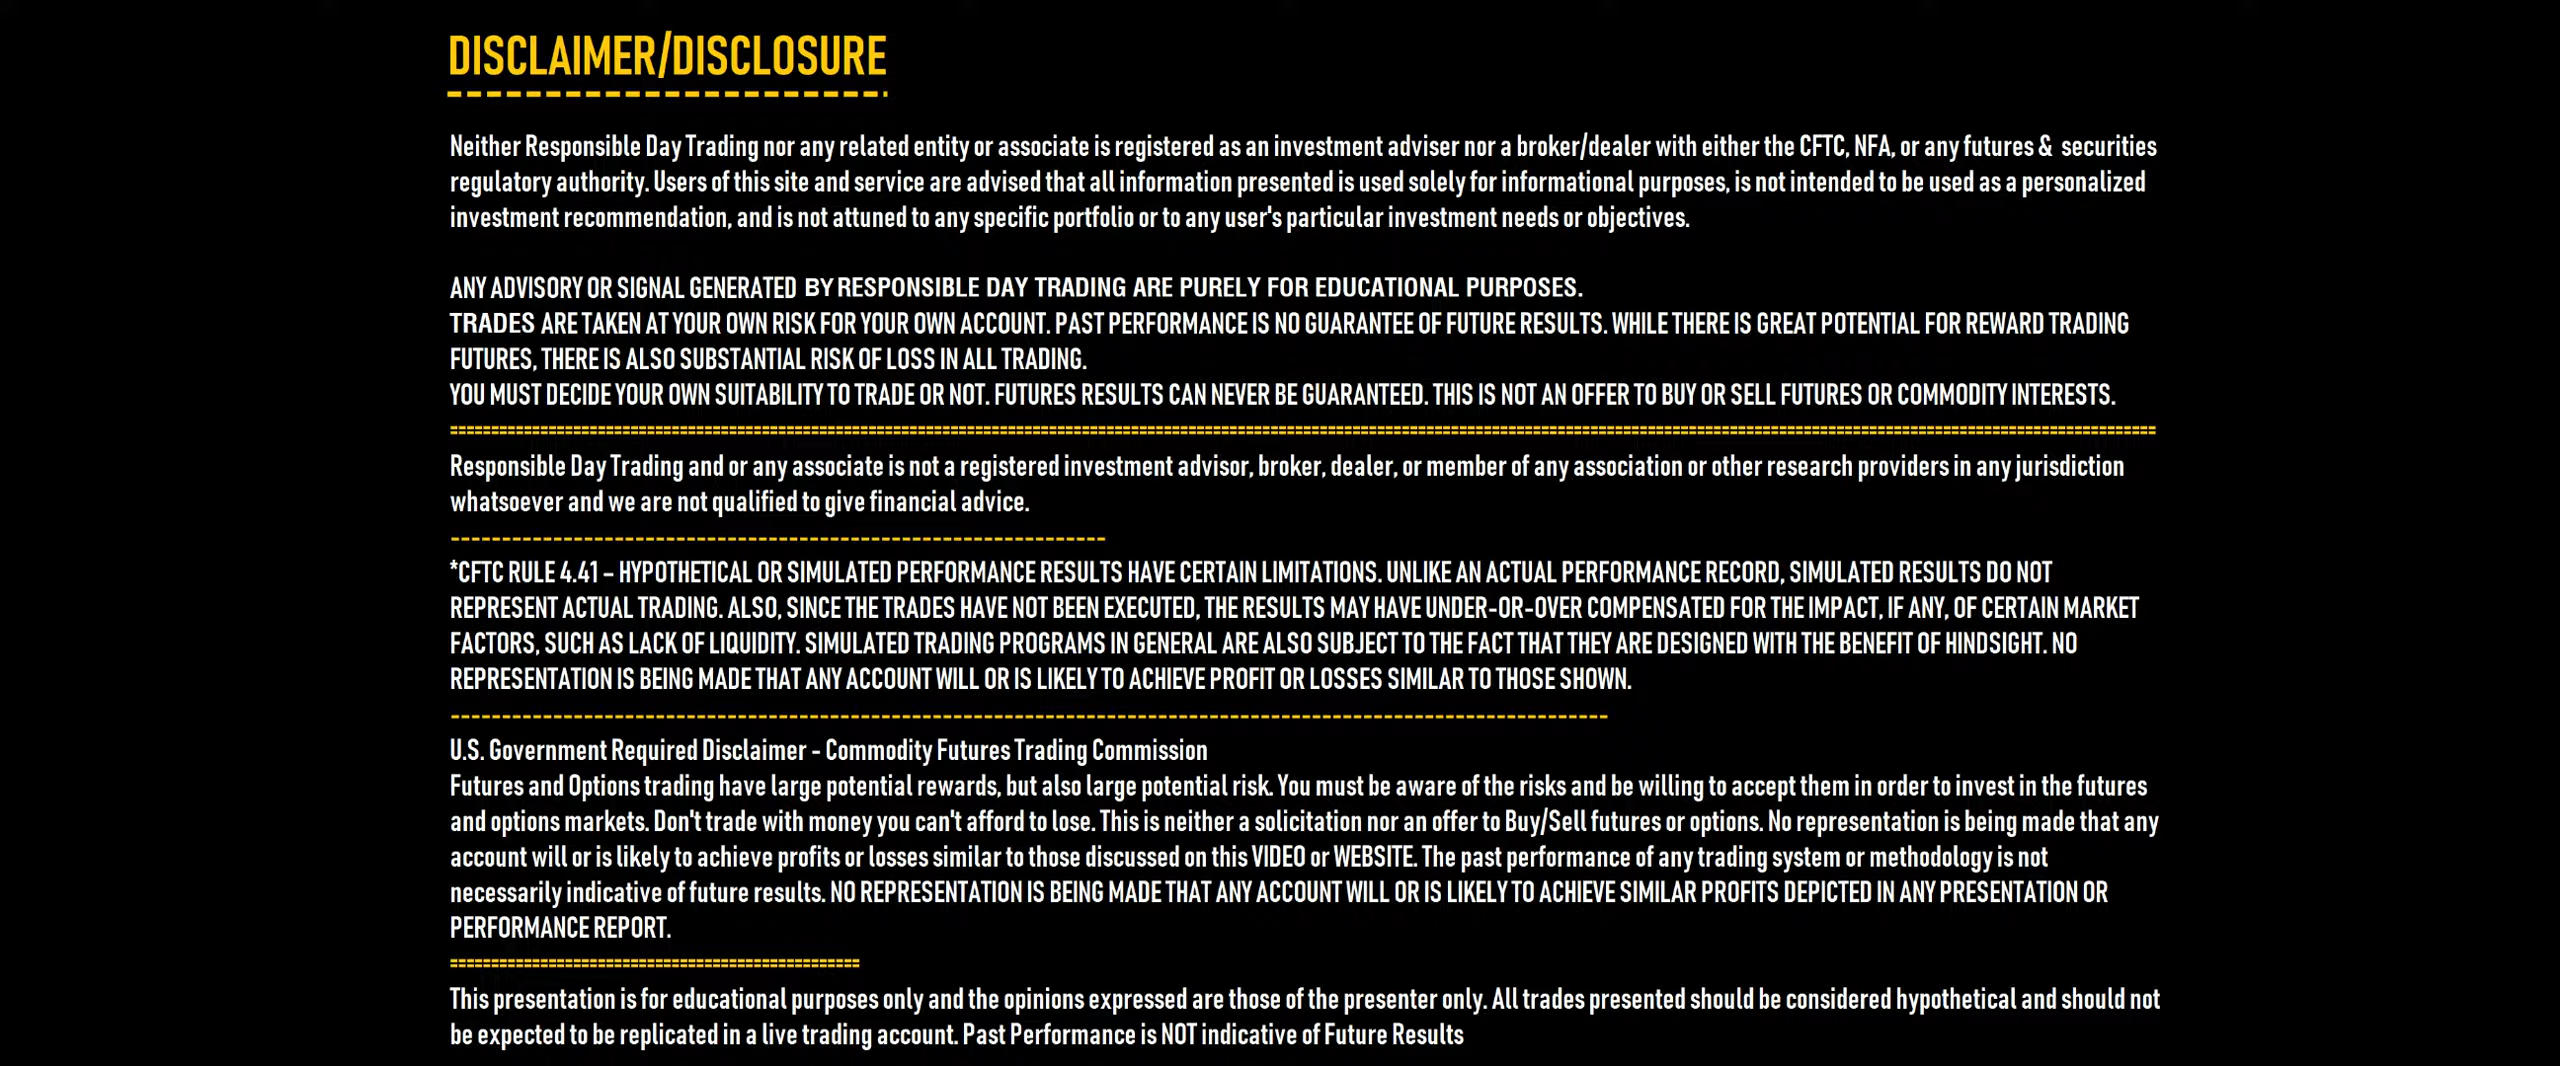 DISCLAIMER/DISCLOSURE
Neither Responsible Day Trading nor any related entity or associate is registered as an investment adviser nor a broker/dealer with either the CFTC, NFA, or any futures & securities
regulatory authority. Users of this site and service are advised that all information presented is used solely for informational purposes, is not intended to be used as a personalized
investment recommendation, and is not attuned to any specific portfolio or to any user's particular investment needs or objectives.
ANY ADVISORY OR SIGNAL GENERATED BY RESPONSIBLE DAY TRADING ARE PURELY FOR EDUCATIONAL PURPOSES.
TRADES ARE TAKEN AT YOUR OWN RISK FOR YOUR OWN ACCOUNT. PAST PERFORMANCE IS NO GUARANTEE OF FUTURE RESULTS. WHILE THERE IS GREAT POTENTIAL FOR REWARD TRADING
FUTURES, THERE IS ALSO SUBSTANTIAL RISK OF LOSS IN ALL TRADING.
YOU MUST DECIDE YOUR OWN SUITABILITY TO TRADE OR NOT. FUTURES RESULTS CAN NEVER BE GUARANTEED. THIS IS NOT AN OFFER TO BUY OR SELL FUTURES OR COMMODITY INTERESTS.
Responsible Day Trading and or any associate is not a registered investment advisor, broker, dealer, or member of any association or other research providers in any jurisdiction
whatsoever and we are not qualified to give financial advice.
*CFTC RULE 4.41 – HYPOTHETICAL OR SIMULATED PERFORMANCE RESULTS HAVE CERTAIN LIMITATIONS. UNLIKE AN ACTUAL PERFORMANCE RECORD, SIMULATED RESULTS DO NOT
REPRESENT ACTUAL TRADING. ALSO, SINCE THE TRADES HAVE NOT BEEN EXECUTED, THE RESULTS MAY HAVE UNDER-OR-OVER COMPENSATED FOR THE IMPACT, IF ANY, OF CERTAIN MARKET
FACTORS, SUCH AS LACK OF LIQUIDITY. SIMULATED TRADING PROGRAMS IN GENERAL ARE ALSO SUBJECT TO THE FACT THAT THEY ARE DESIGNED WITH THE BENEFIT OF HINDSIGHT. NO
REPRESENTATION IS BEING MADE THAT ANY ACCOUNT WILL OR IS LIKELY TO ACHIEVE PROFIT OR LOSSES SIMILAR TO THOSE SHOWN.
U.S. Government Required Disclaimer - Commodity Futures Trading Commission
Futures and Options trading have large potential rewards, but also large potential risk. You must be aware of the risks and be willing to accept them in order to invest in the futures
and options markets. Don't trade with money you can't afford to lose. This is neither a solicitation nor an offer to Buy/Sell futures or options. No representation is being made that any
account will or is likely to achieve profits or losses similar to those discussed on this VIDEO or WEBSITE. The past performance of any trading system or methodology is not
necessarily indicative of future results. NO REPRESENTATION IS BEING MADE THAT ANY ACCOUNT WILL OR IS LIKELY TO ACHIEVE SIMILAR PROFITS DEPICTED IN ANY PRESENTATION OR
PERFORMANCE REPORT.
This presentation is for educational purposes only and the opinions expressed are those of the presenter only. All trades presented should be considered hypothetical and should not
be expected to be replicated in a live trading account. Past Performance is NOT indicative of Future Results